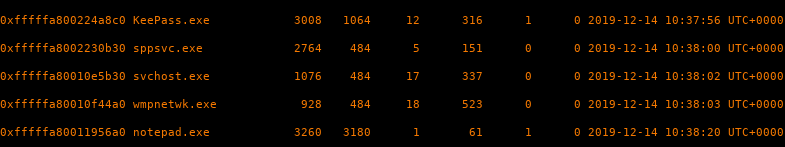 0xfffffa800224a8c0 KeePass.exe 3008 1064 12 316 1 0 2019-12-14 10:37:56 UTC+0000
0xfffffa8002230b30 sppsvc.exe 2764 484 5 151 0 0 2019-12-14 10:38:00 UTC+0000
0xfffffa80010e5b30 svchost.exe 1076 484 17 337 0 0 2019-12-14 10:38:02 UTC+0000
0xfffffa80010f44a0 wmpnetwk.exe 928 484 18 523 0 0 2019-12-14 10:38:03 UTC+0000
0xfffffa80011956a0 notepad.exe 3260 3180 1 61 1 0 2019-12-14 10:38:20 UTC+0000